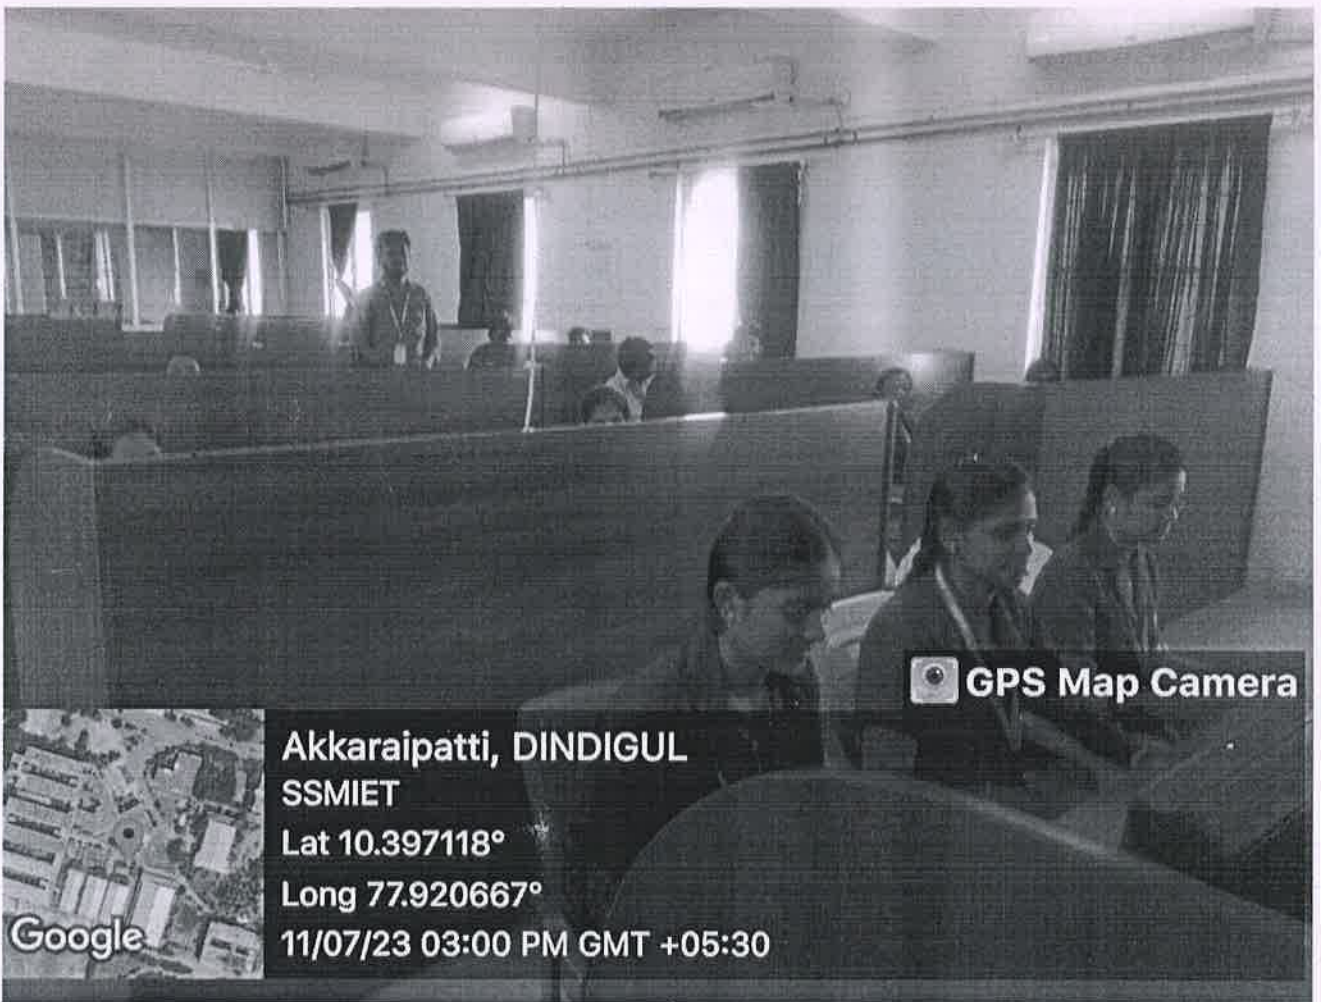 GPS Map Camera
Akkaraipatti, DINDIGUL
SSMIET
Lat 10.397118°
Long 77.920667°
11/07/23 03:00 PM GMT +05:30
Google